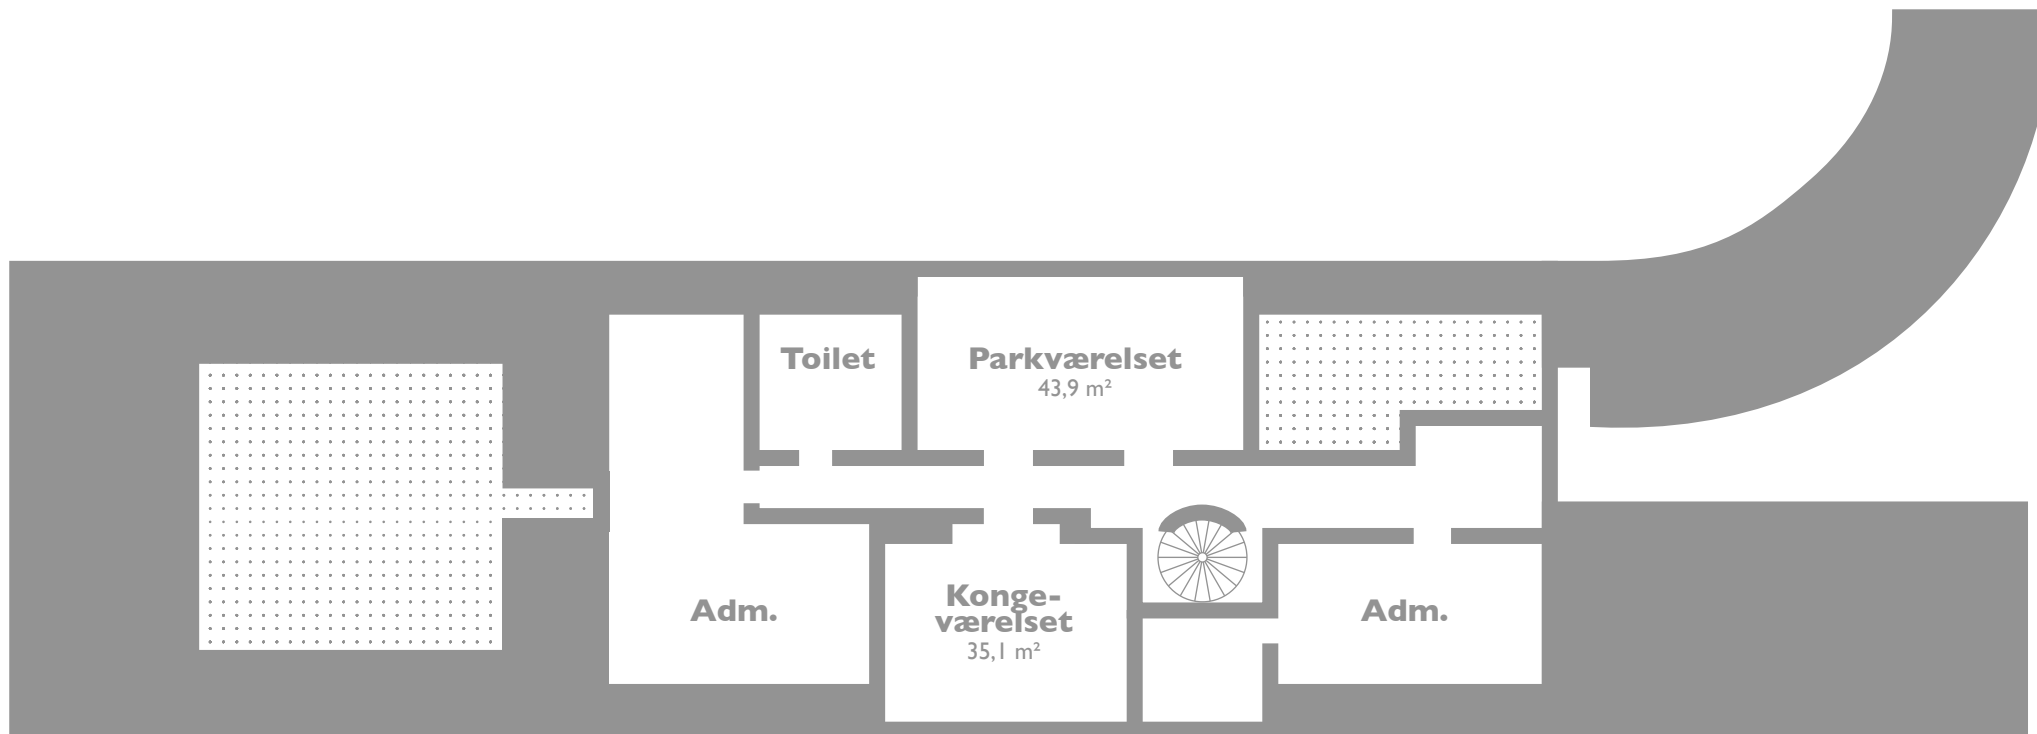 Toilet
Parkværelset
43,9 m²
Adm.
Konge-
værelset
35,1 m²
Adm.